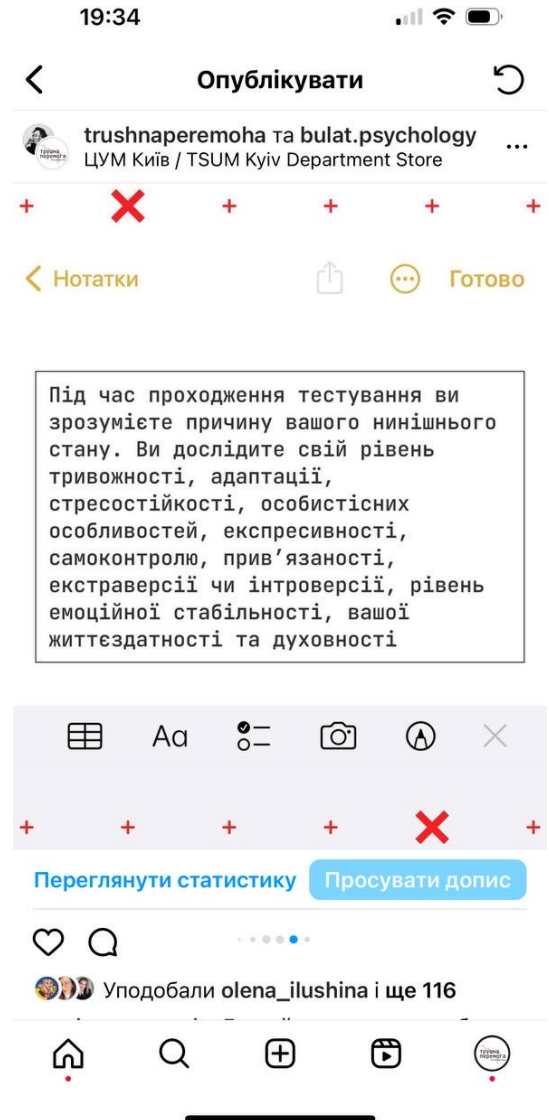 19:34
Опублікувати
trushnaperemoha та bulat.psychology
ЦУМ Київ / TSUM Kyiv Department Store
Нотатки
Готово
Під час проходження тестування ви
зрозумієте причину вашого нинішнього
стану. Ви дослідите свій рівень
тривожності, адаптації,
стресостійкості, особистісних
особливостей, експресивності,
самоконтролю, прив’язаності,
екстраверсії чи інтроверсії, рівень
емоційної стабільності, вашої
життєздатності та духовності
Aa
Переглянути статистику
Просувати допис
Уподобали olena_ilushina і ще 116